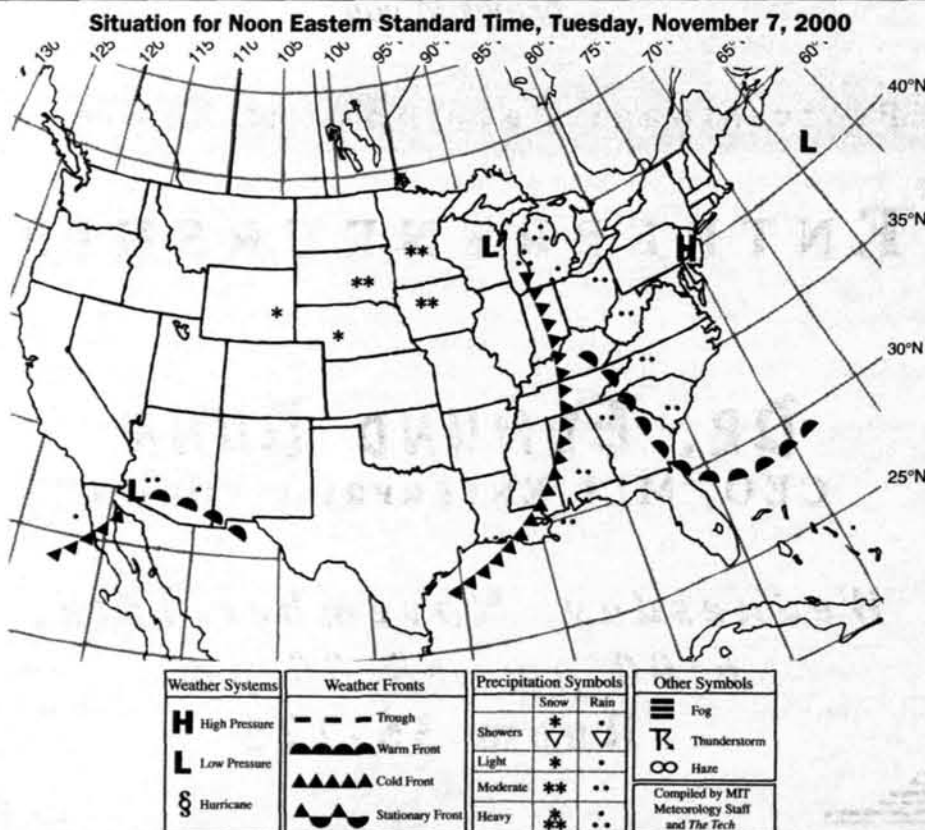 Situation for Noon Eastern Standard Time, Tuesday, November 7, 2000
130 125 120 115 110 105 100° 95° 90° 85° 80° 75° 70° 65° 60°
40°N
35°N
30°N
25°N
L
L
H
L
Weather Systems
H High Pressure
L Low Pressure
§ Hurricane
Weather Fronts
Trough
Warm Front
Cold Front
Stationary Front
Precipitation Symbols
Snow Rain
Showers
Light
Moderate
Heavy
Other Symbols
Fog
Thunderstorm
Haze
Compiled by MIT
Meteorology Staff
and The Tech